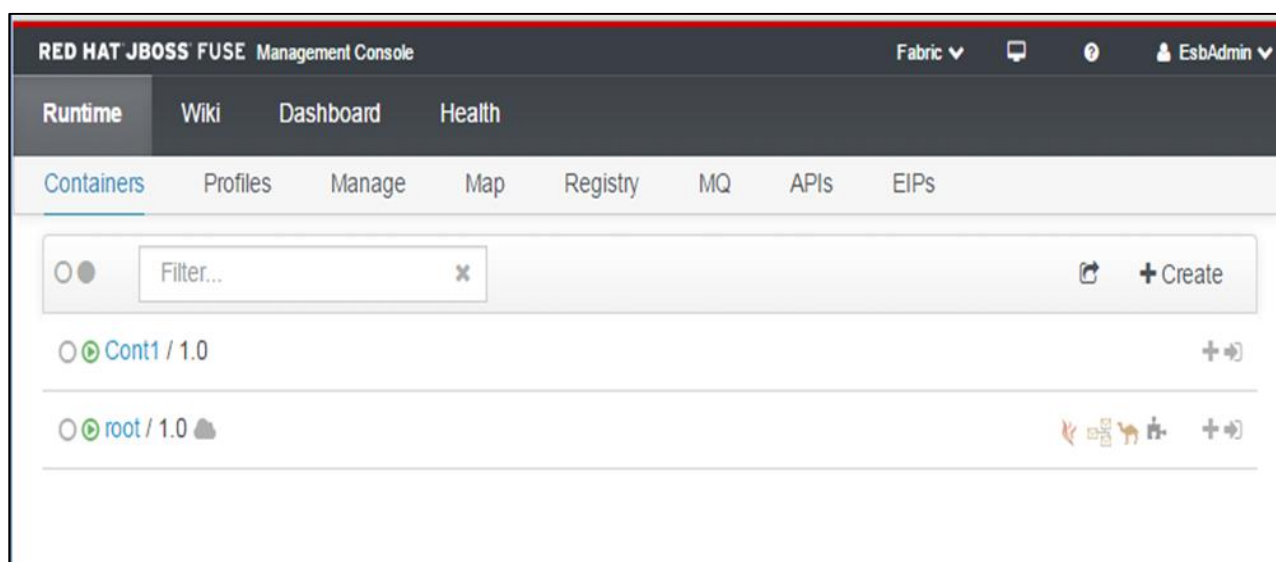 RED HAT JBOSS FUSE Management Console Fabric EsbAdmin
Runtime Wiki Dashboard Health
Containers Profiles Manage Map Registry MQ APIs EIPs
Filter... Create
Cont1 / 1.0
root / 1.0